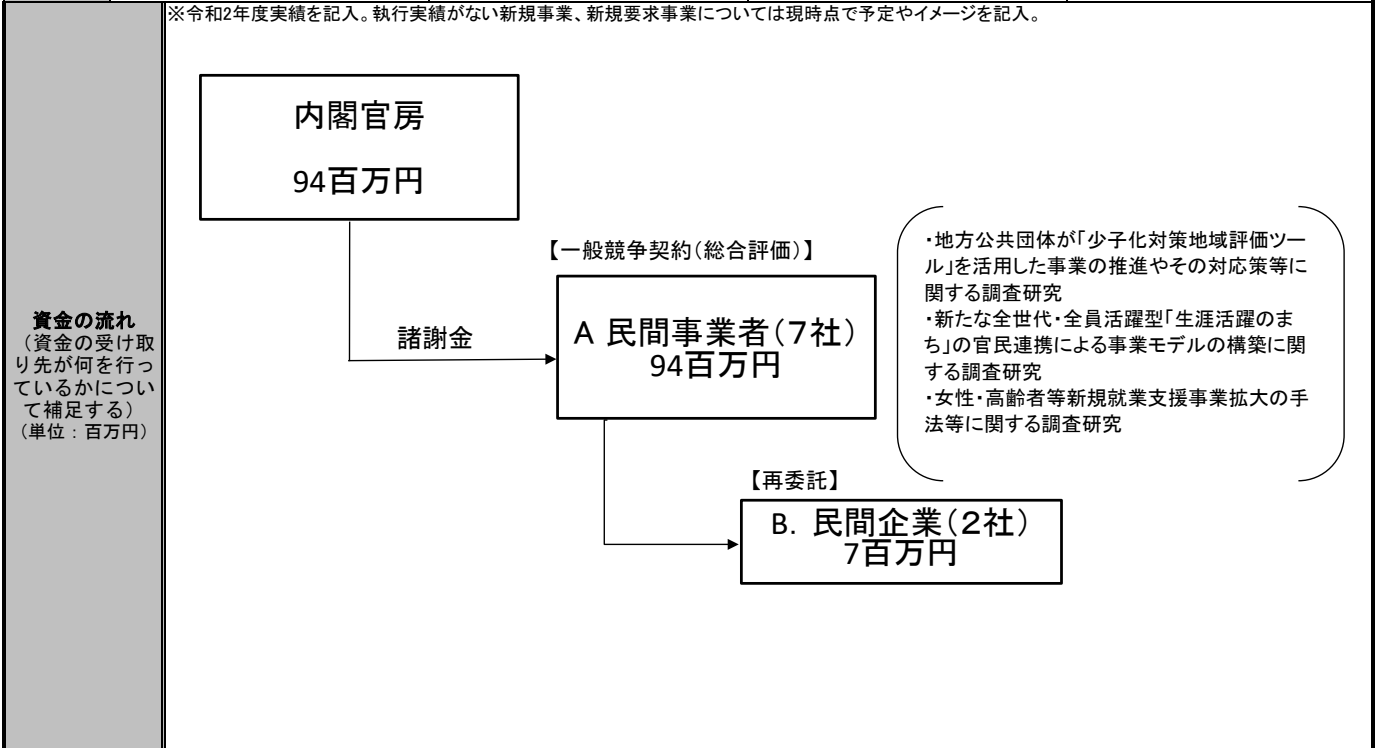 ※令和2年度実績を記入。執行実績がない新規事業、新規要求事業については現時点で予定やイメージを記入。
資金の流れ
（資金の受け取
り先が何を行っ
ているかについ
て補足する）
（単位：百万円）
内閣官房
94百万円
諸謝金
【一般競争契約（総合評価）】
A 民間事業者（７社）
94百万円
・地方公共団体が「少子化対策地域評価ツー
ル」を活用した事業の推進やその対応策等に
関する調査研究
・新たな全世代・全員活躍型「生涯活躍のま
ち」の官民連携による事業モデルの構築に関
する調査研究
・女性・高齢者等新規就業支援事業拡大の手
法等に関する調査研究
【再委託】
B. 民間企業（２社）
7百万円